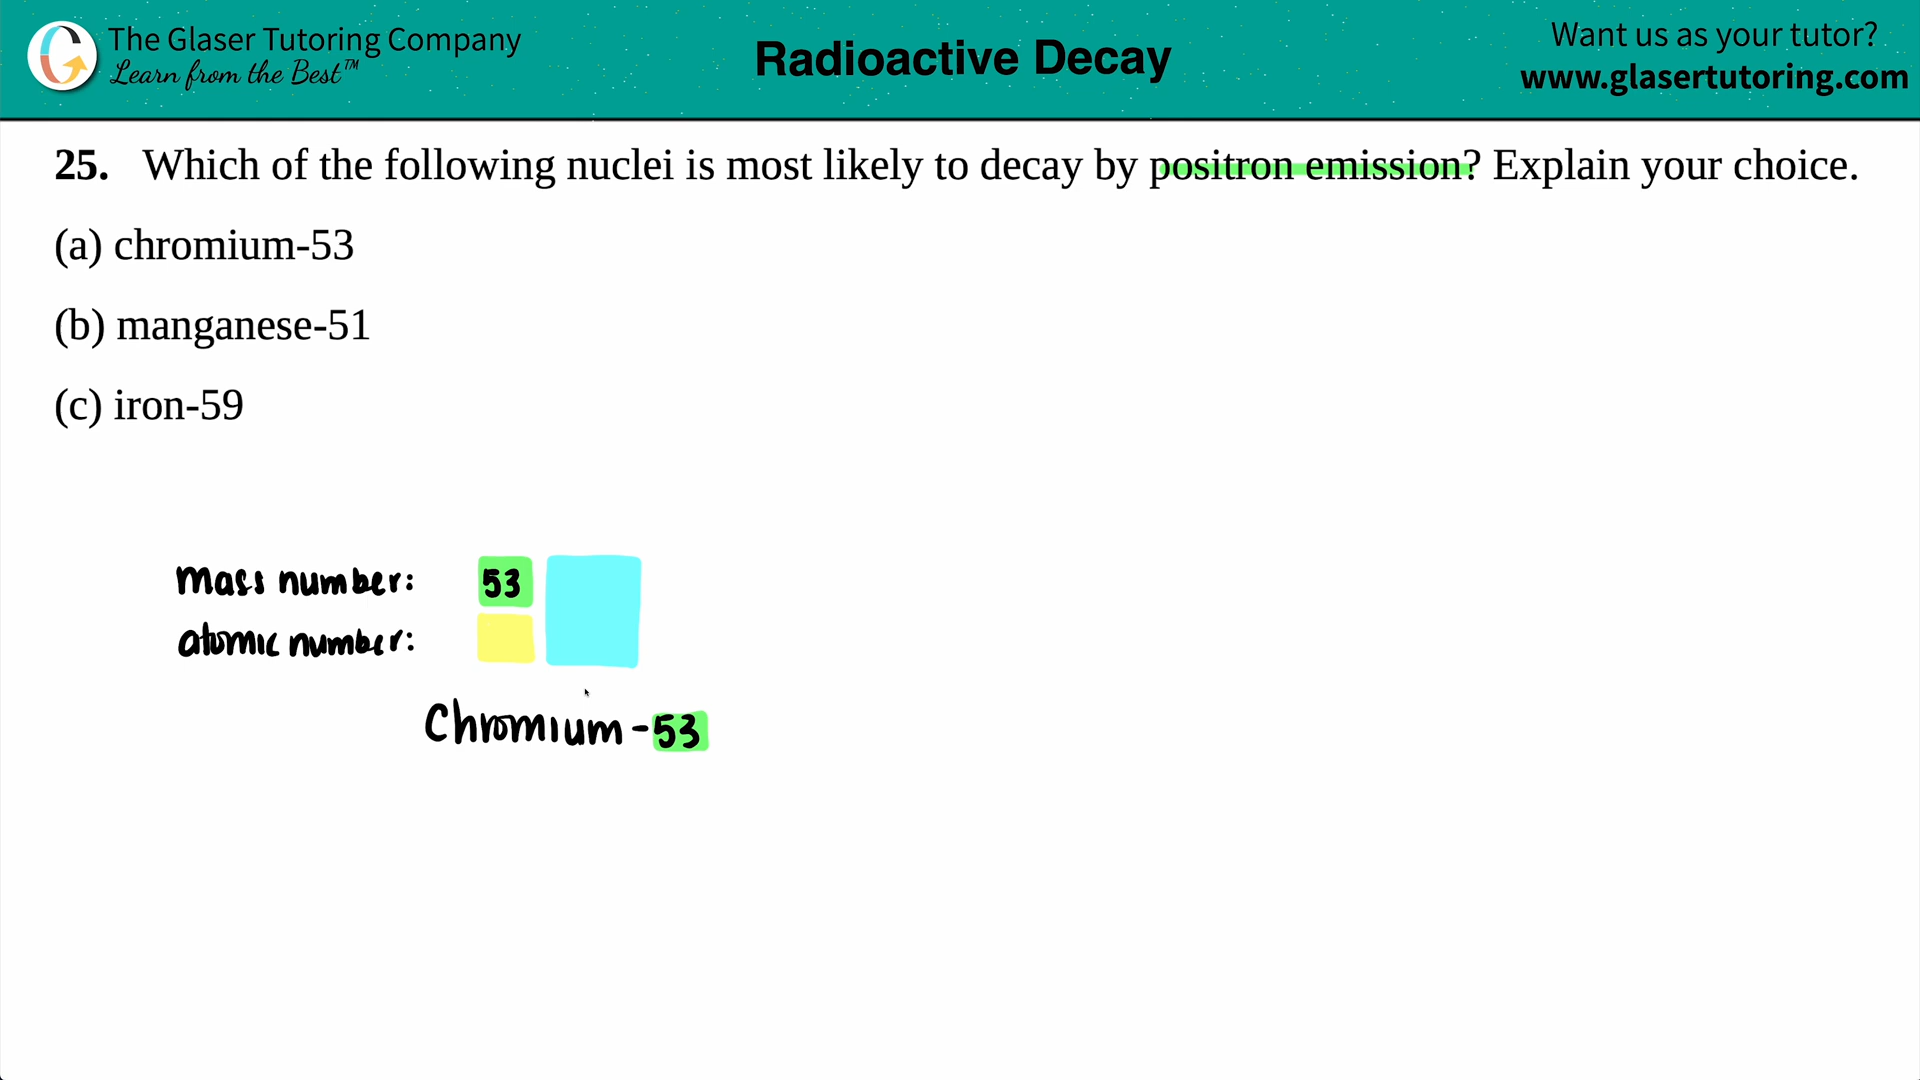 The Glaser Tutoring Company
Learn from the Best™
Radioactive Decay
Want us as your tutor?
www.glasertutoring.com
25. Which of the following nuclei is most likely to decay by positron emission? Explain your choice.
(a) chromium-53
(b) manganese-51
(c) iron-59
mass number: 53
atomic number:
Chromium-53